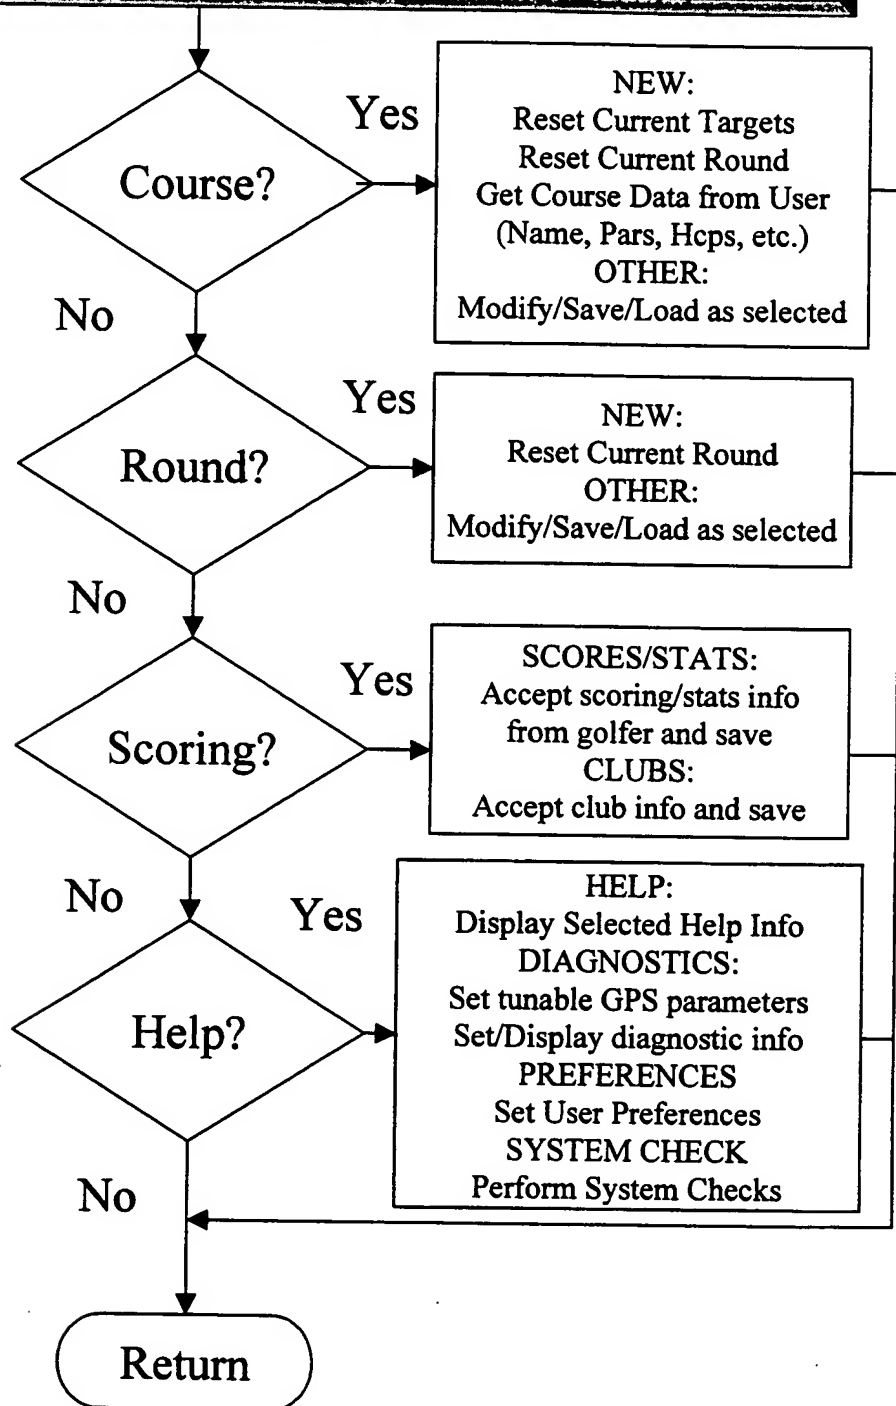 Course?
Yes
NEW:
Reset Current Targets
Reset Current Round
Get Course Data from User
(Name, Pars, Hcps, etc.)
OTHER:
Modify/Save/Load as selected
No
Round?
Yes
NEW:
Reset Current Round
OTHER:
Modify/Save/Load as selected
No
Scoring?
Yes
SCORES/STATS:
Accept scoring/stats info
from golfer and save
CLUBS:
Accept club info and save
No
Help?
Yes
HELP:
Display Selected Help Info
DIAGNOSTICS:
Set tunable GPS parameters
Set/Display diagnostic info
PREFERENCES
Set User Preferences
SYSTEM CHECK
Perform System Checks
No
Return